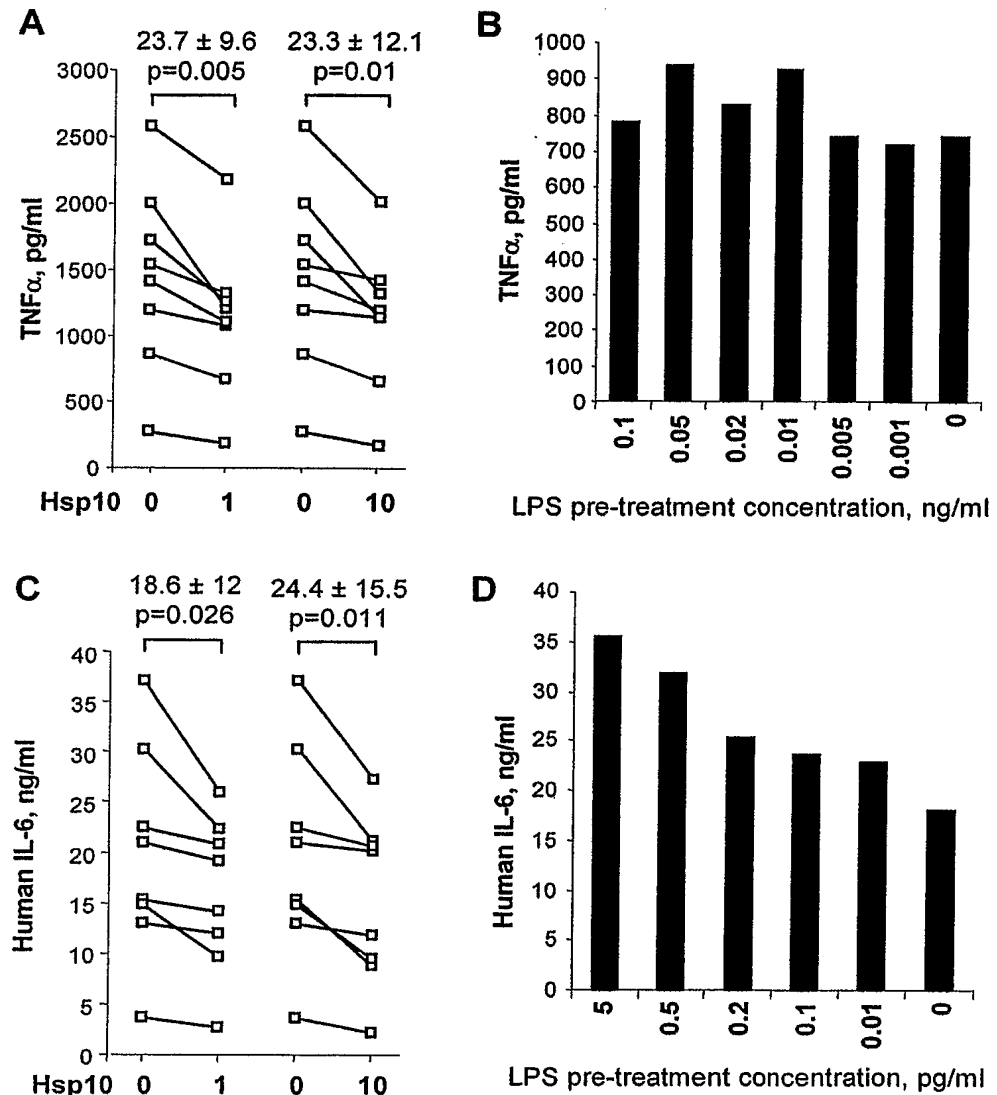 A
23.7 ± 9.6 23.3 ± 12.1
p=0.005 p=0.01
3000
2500
2000
1500
1000
500
0
TNFα, pg/ml
Hsp10 0 1 0 10
B
1000
900
800
700
600
500
400
300
200
100
0
TNFα, pg/ml
0.1 0.05 0.02 0.01 0.005 0.001 0
LPS pre-treatment concentration, ng/ml
C
18.6 ± 12 24.4 ± 15.5
p=0.026 p=0.011
40
35
30
25
20
15
10
5
0
Human IL-6, ng/ml
Hsp10 0 1 0 10
D
40
35
30
25
20
15
10
5
0
Human IL-6, ng/ml
5 0.5 0.2 0.1 0.01 0
LPS pre-treatment concentration, pg/ml